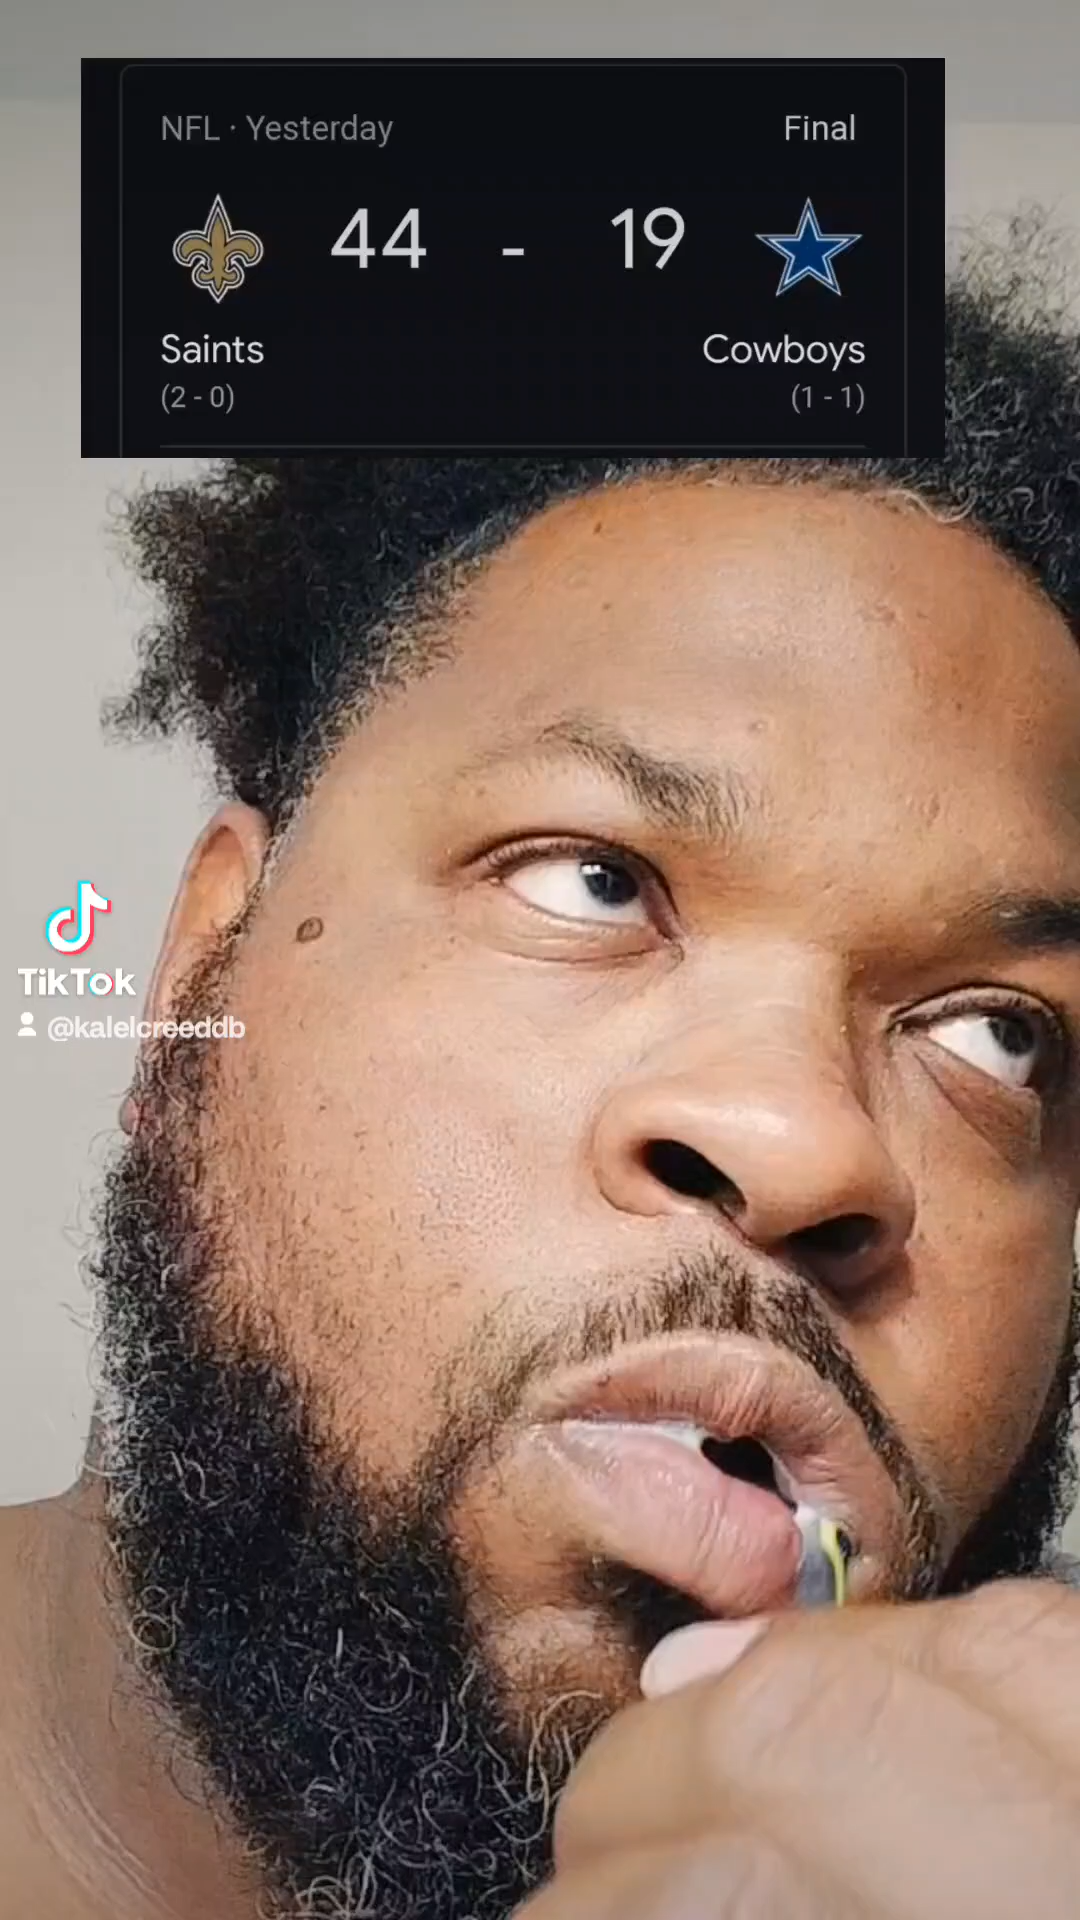 NFL · Yesterday
Final
44 - 19
Saints
Cowboys
(2 - 0)
(1 - 1)
TikTok
@kalelcreeddb